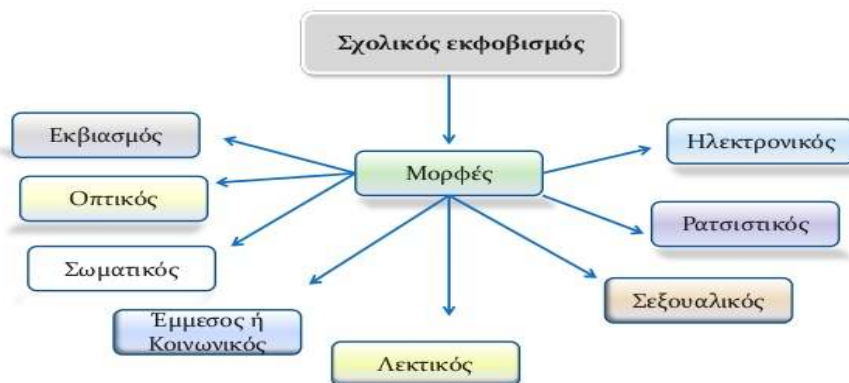 Σχολικός εκφοβισμός
Εκβιασμός
Ηλεκτρονικός
Μορφές
Οπτικός
Ρατσιστικός
Σωματικός
Σεξουαλικός
Έμμεσος ή
Κοινωνικός
Λεκτικός